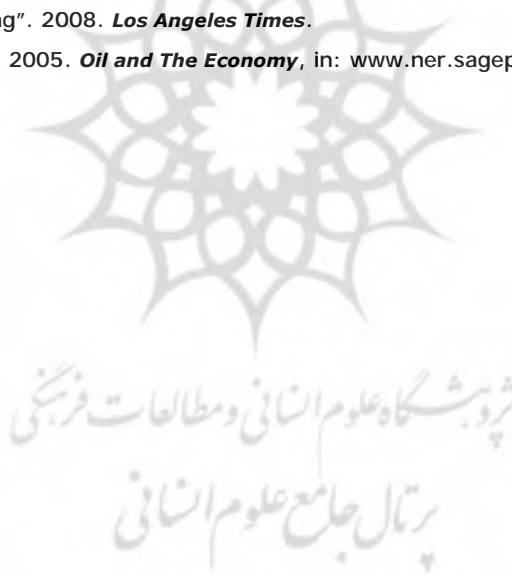 ng". 2008. Los Angeles Times.
2005. Oil and The Economy, in: www.ner.sagep
پژوهشگاه علوم انسانی و مطالعات فرهنگی
پرتال جامع علوم انسانی